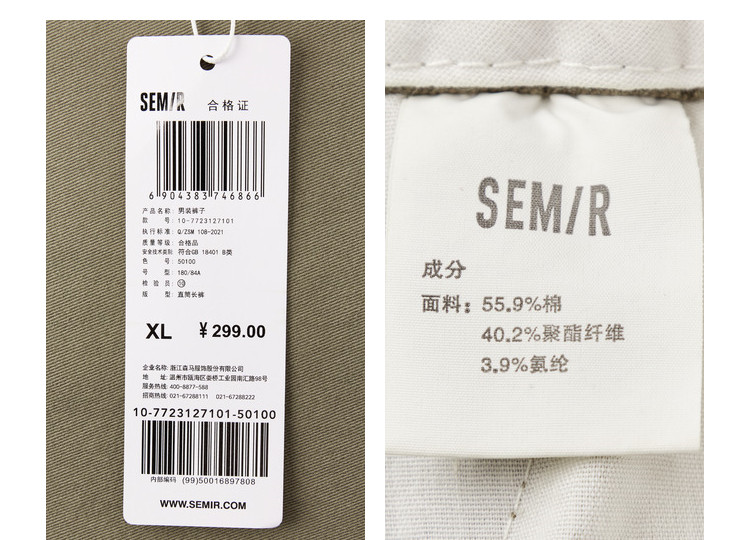 SEM/R 合格证
6 904383 746866
产品名称: 男装裤子
款 号: 10-7723127101
执行标准: Q/ZSM 10B-2021
质量等级: 合格品
安全技术类别: 符合GB 18401 B类
色 号: 50100
号 型: 180/84A
检 验 员: ⑩
版 型: 直筒长裤
XL ¥ 299.00
企业名称: 浙江森马服饰股份有限公司
地 址: 温州市瓯海区娄桥工业园南汇路98号
服务热线: 400-8877-588
招商热线: 021-67288111 021-67288222
10-7723127101-50100
内部编码 (99)50016897808
WWW.SEMIR.COM
SEM/R
成分
面料: 55.9%棉
40.2%聚酯纤维
3.9%氨纶